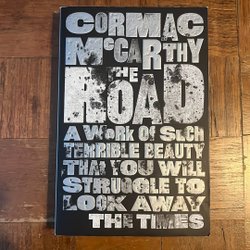 CORMAC
McCARTHY
THE
ROAD
A WORK OF SUCH
TERRIBLE BEAUTY
THAT YOU WILL
STRUGGLE TO
LOOK AWAY
THE TIMES